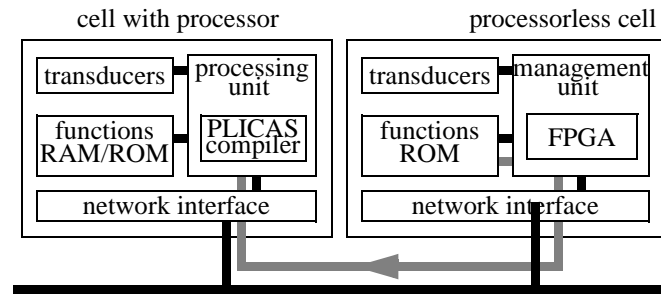 cell with processor
transducers
processing
unit
functions
RAM/ROM
PLICAS
compiler
network interface
processorless cell
transducers
management
unit
functions
ROM
FPGA
network interface